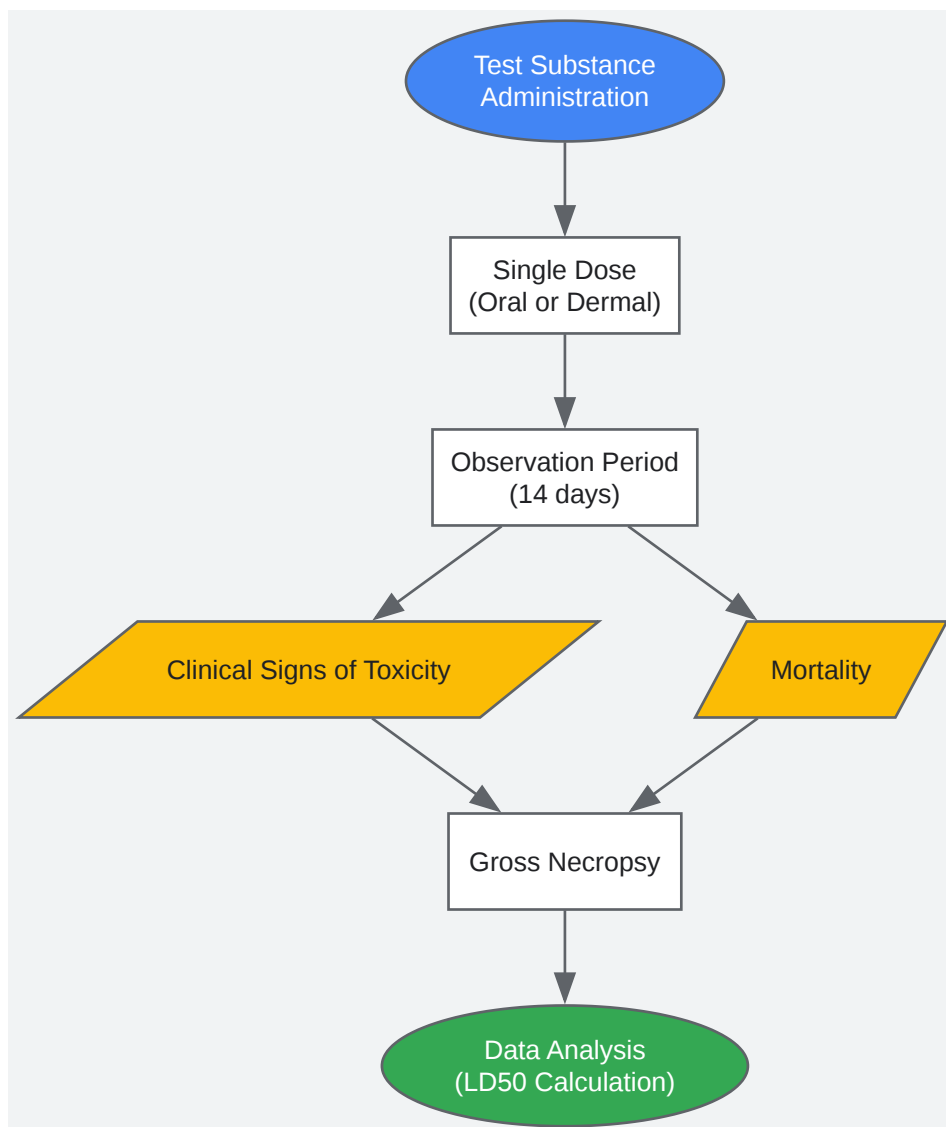 Test Substance
Administration
Single Dose
(Oral or Dermal)
Observation Period
(14 days)
Clinical Signs of Toxicity
Mortality
Gross Necropsy
Data Analysis
(LD50 Calculation)